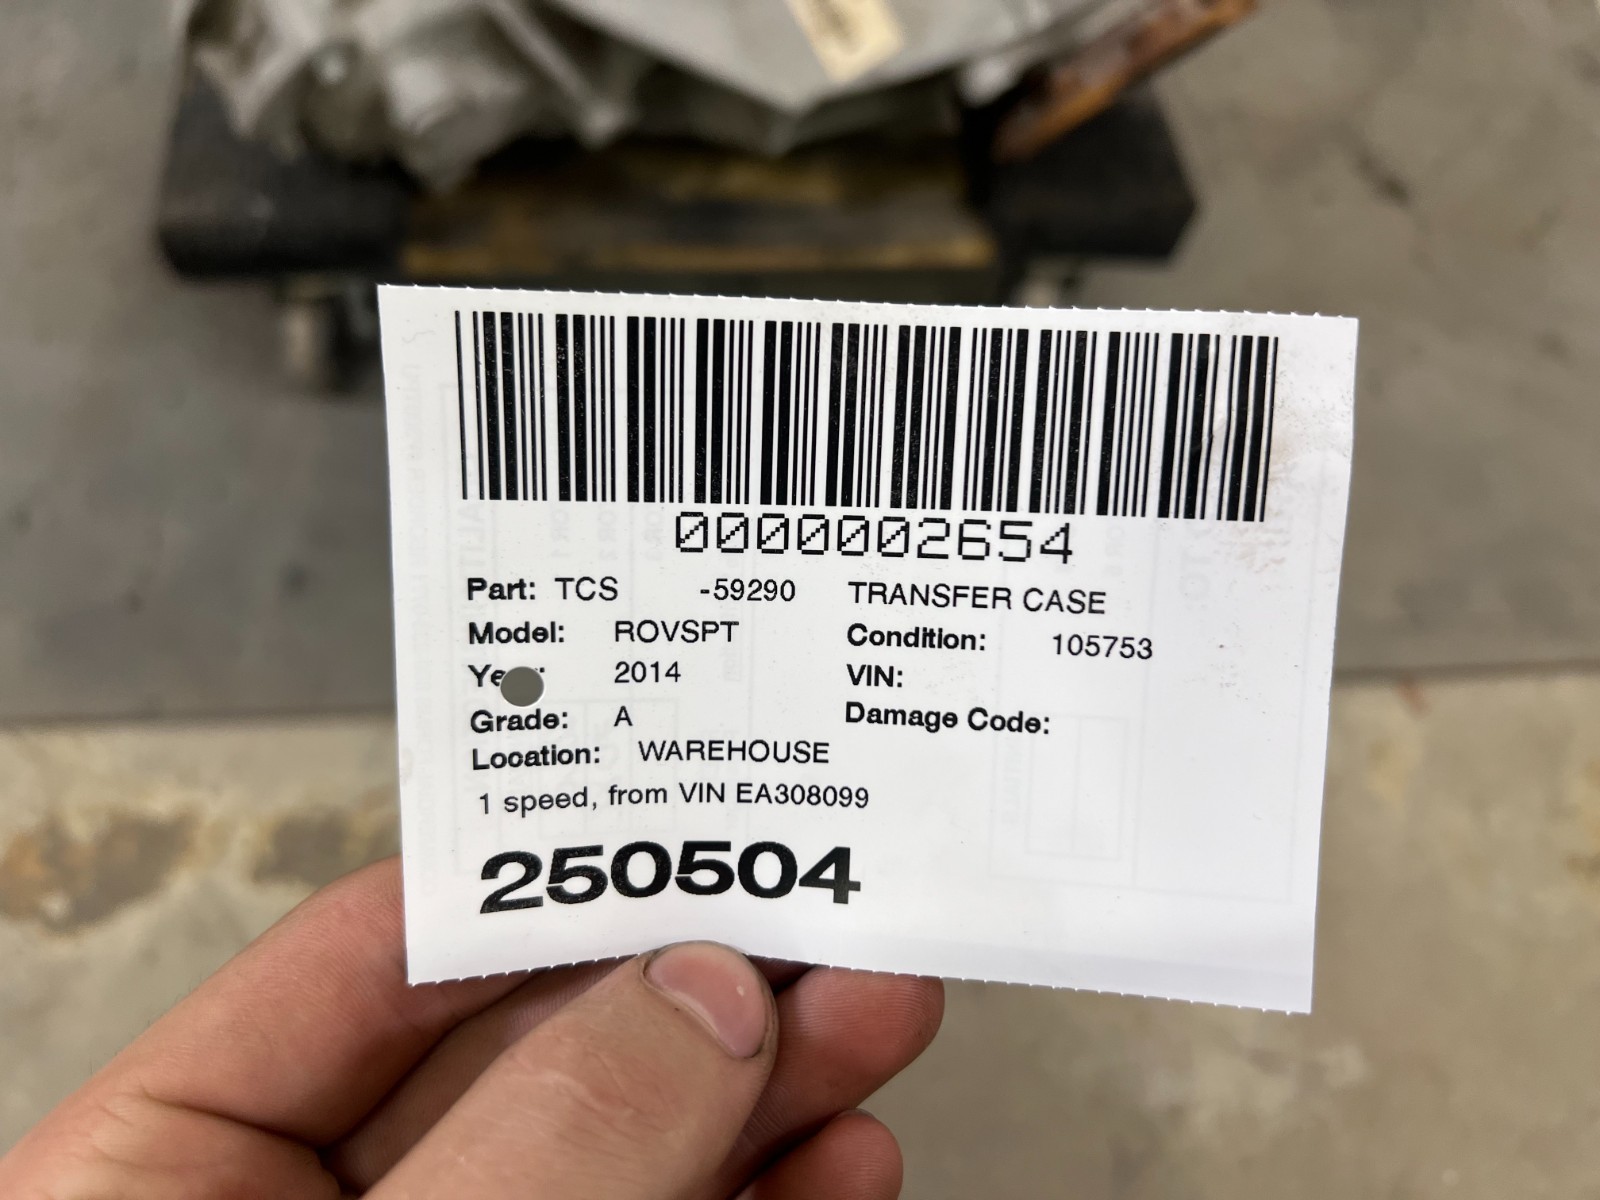 0000002654
Part: TCS -59290 TRANSFER CASE
Model: ROVSPT Condition: 105753
2014 VIN:
Grade: A Damage Code:
Location: WAREHOUSE
1 speed, from VIN EA308099
250504